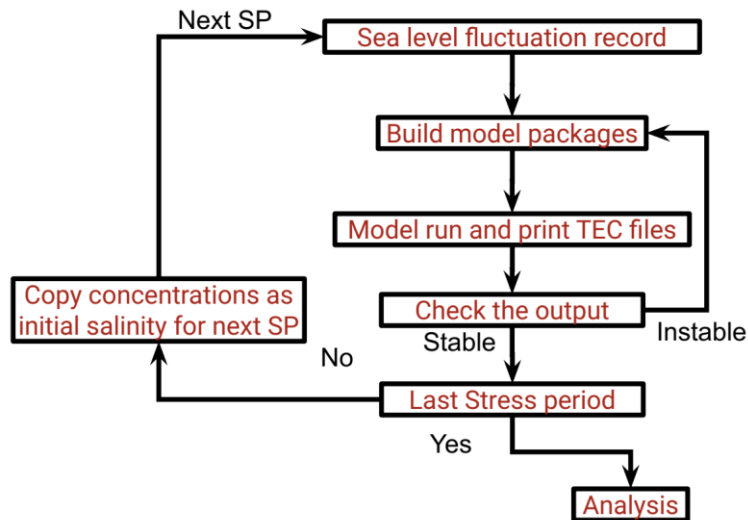 Next SP
Sea level fluctuation record
Build model packages
Model run and print TEC files
Copy concentrations as
initial salinity for next SP
Check the output
Stable
Instable
No
Last Stress period
Yes
Analysis